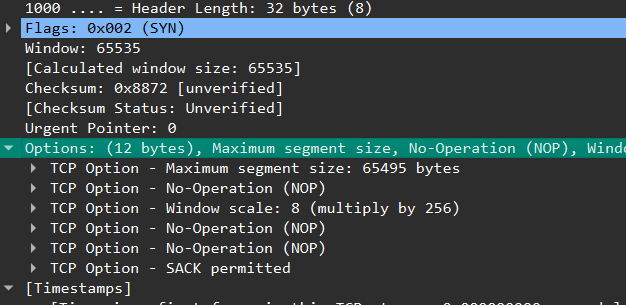 1000 .... = Header Length: 32 bytes (8)
Flags: 0x002 (SYN)
Window: 65535
[Calculated window size: 65535]
Checksum: 0x8872 [unverified]
[Checksum Status: Unverified]
Urgent Pointer: 0
Options: (12 bytes), Maximum segment size, No-Operation (NOP), Windo
TCP Option - Maximum segment size: 65495 bytes
TCP Option - No-Operation (NOP)
TCP Option - Window scale: 8 (multiply by 256)
TCP Option - No-Operation (NOP)
TCP Option - No-Operation (NOP)
TCP Option - SACK permitted
[Timestamps]